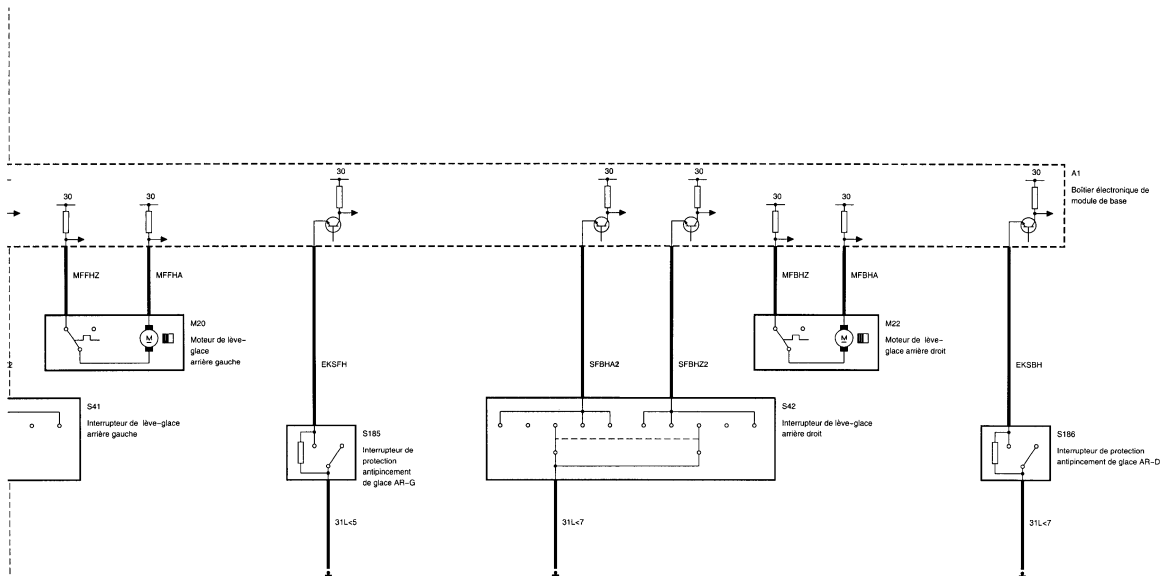 30
30
30
30
30
30
30
30
A1
Boîtier électronique de
module de base
MFFHZ
MFFHA
MFBHZ
MFBHA
M20
Moteur de lève-
glace
arrière gauche
M22
Moteur de lève-
glace arrière droit
2
EKSFH
SFBHA2
SFBHZ2
EKSBH
S41
Interrupteur de lève-glace
arrière gauche
S42
Interrupteur de lève-glace
arrière droit
S185
Interrupteur de
protection
antipincement
de glace AR-G
S186
Interrupteur de protection
antipincement de glace AR-D
31L<5
31L<7
31L<7
M
M